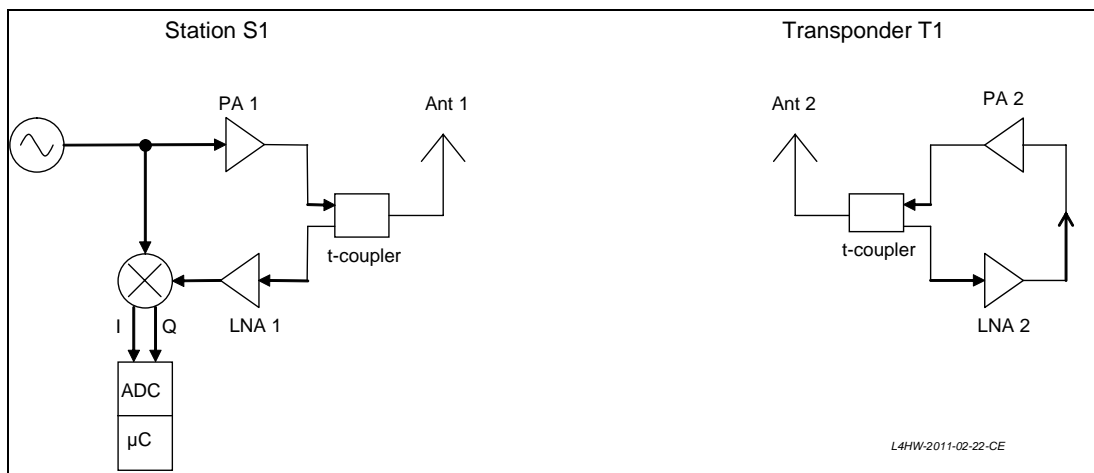 Station S1
Transponder T1
PA 1
Ant 1
Ant 2
PA 2
t-coupler
t-coupler
I
Q
LNA 1
LNA 2
ADC
µC
L4HW-2011-02-22-CE